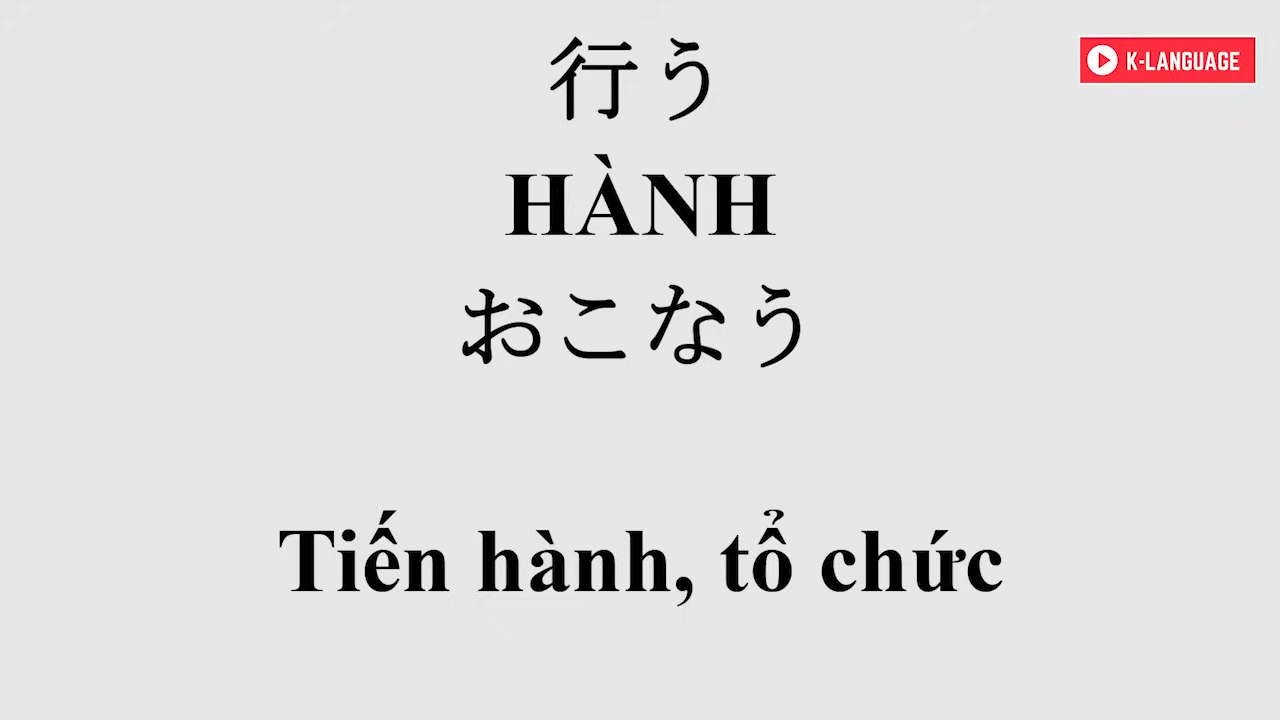 行う
K-LANGUAGE
HÀNH
おこなう
Tiến hành, tổ chức